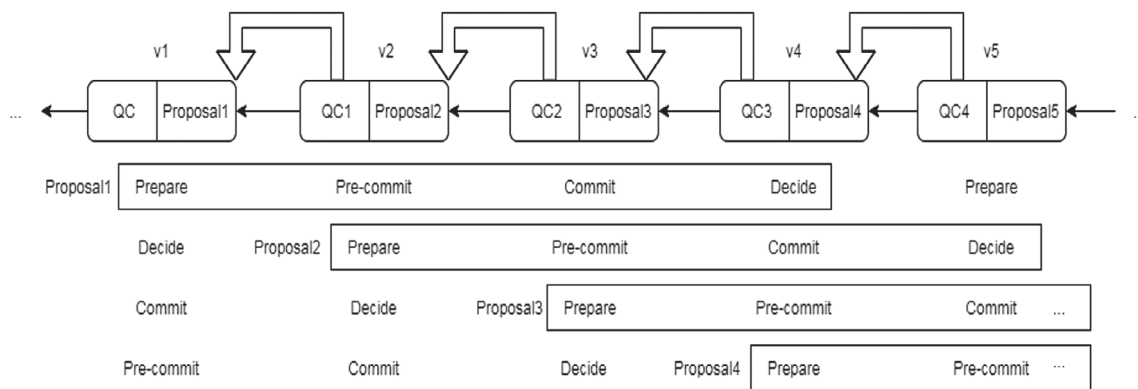 v1 v2 v3 v4 v5
... QC Proposal1 QC1 Proposal2 QC2 Proposal3 QC3 Proposal4 QC4 Proposal5 .
Proposal1 Prepare Pre-commit Commit Decide Prepare
Decide Proposal2 Prepare Pre-commit Commit Decide
Commit Decide Proposal3 Prepare Pre-commit Commit ...
Pre-commit Commit Decide Proposal4 Prepare Pre-commit ...